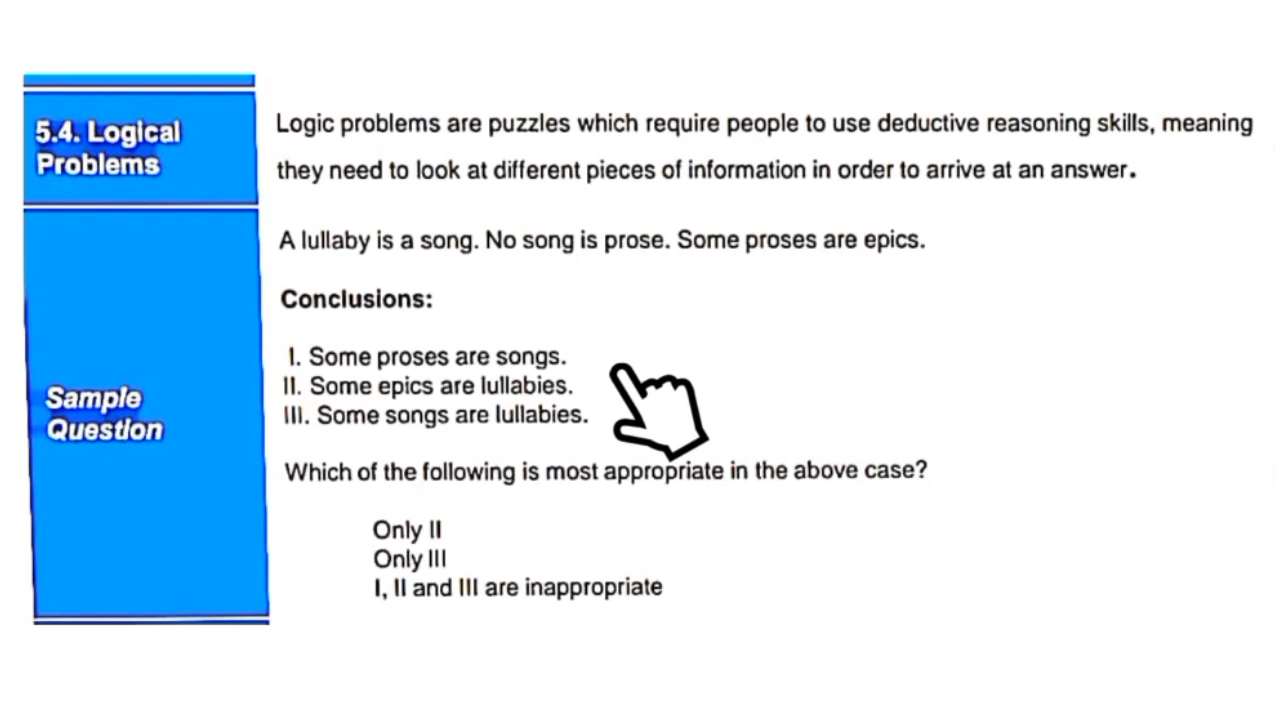 5.4. Logical
Problems
Logic problems are puzzles which require people to use deductive reasoning skills, meaning
they need to look at different pieces of information in order to arrive at an answer.
Sample
Question
A lullaby is a song. No song is prose. Some proses are epics.
Conclusions:
I. Some proses are songs.
II. Some epics are lullabies.
III. Some songs are lullabies.
Which of the following is most appropriate in the above case?
Only II
Only III
I, II and III are inappropriate